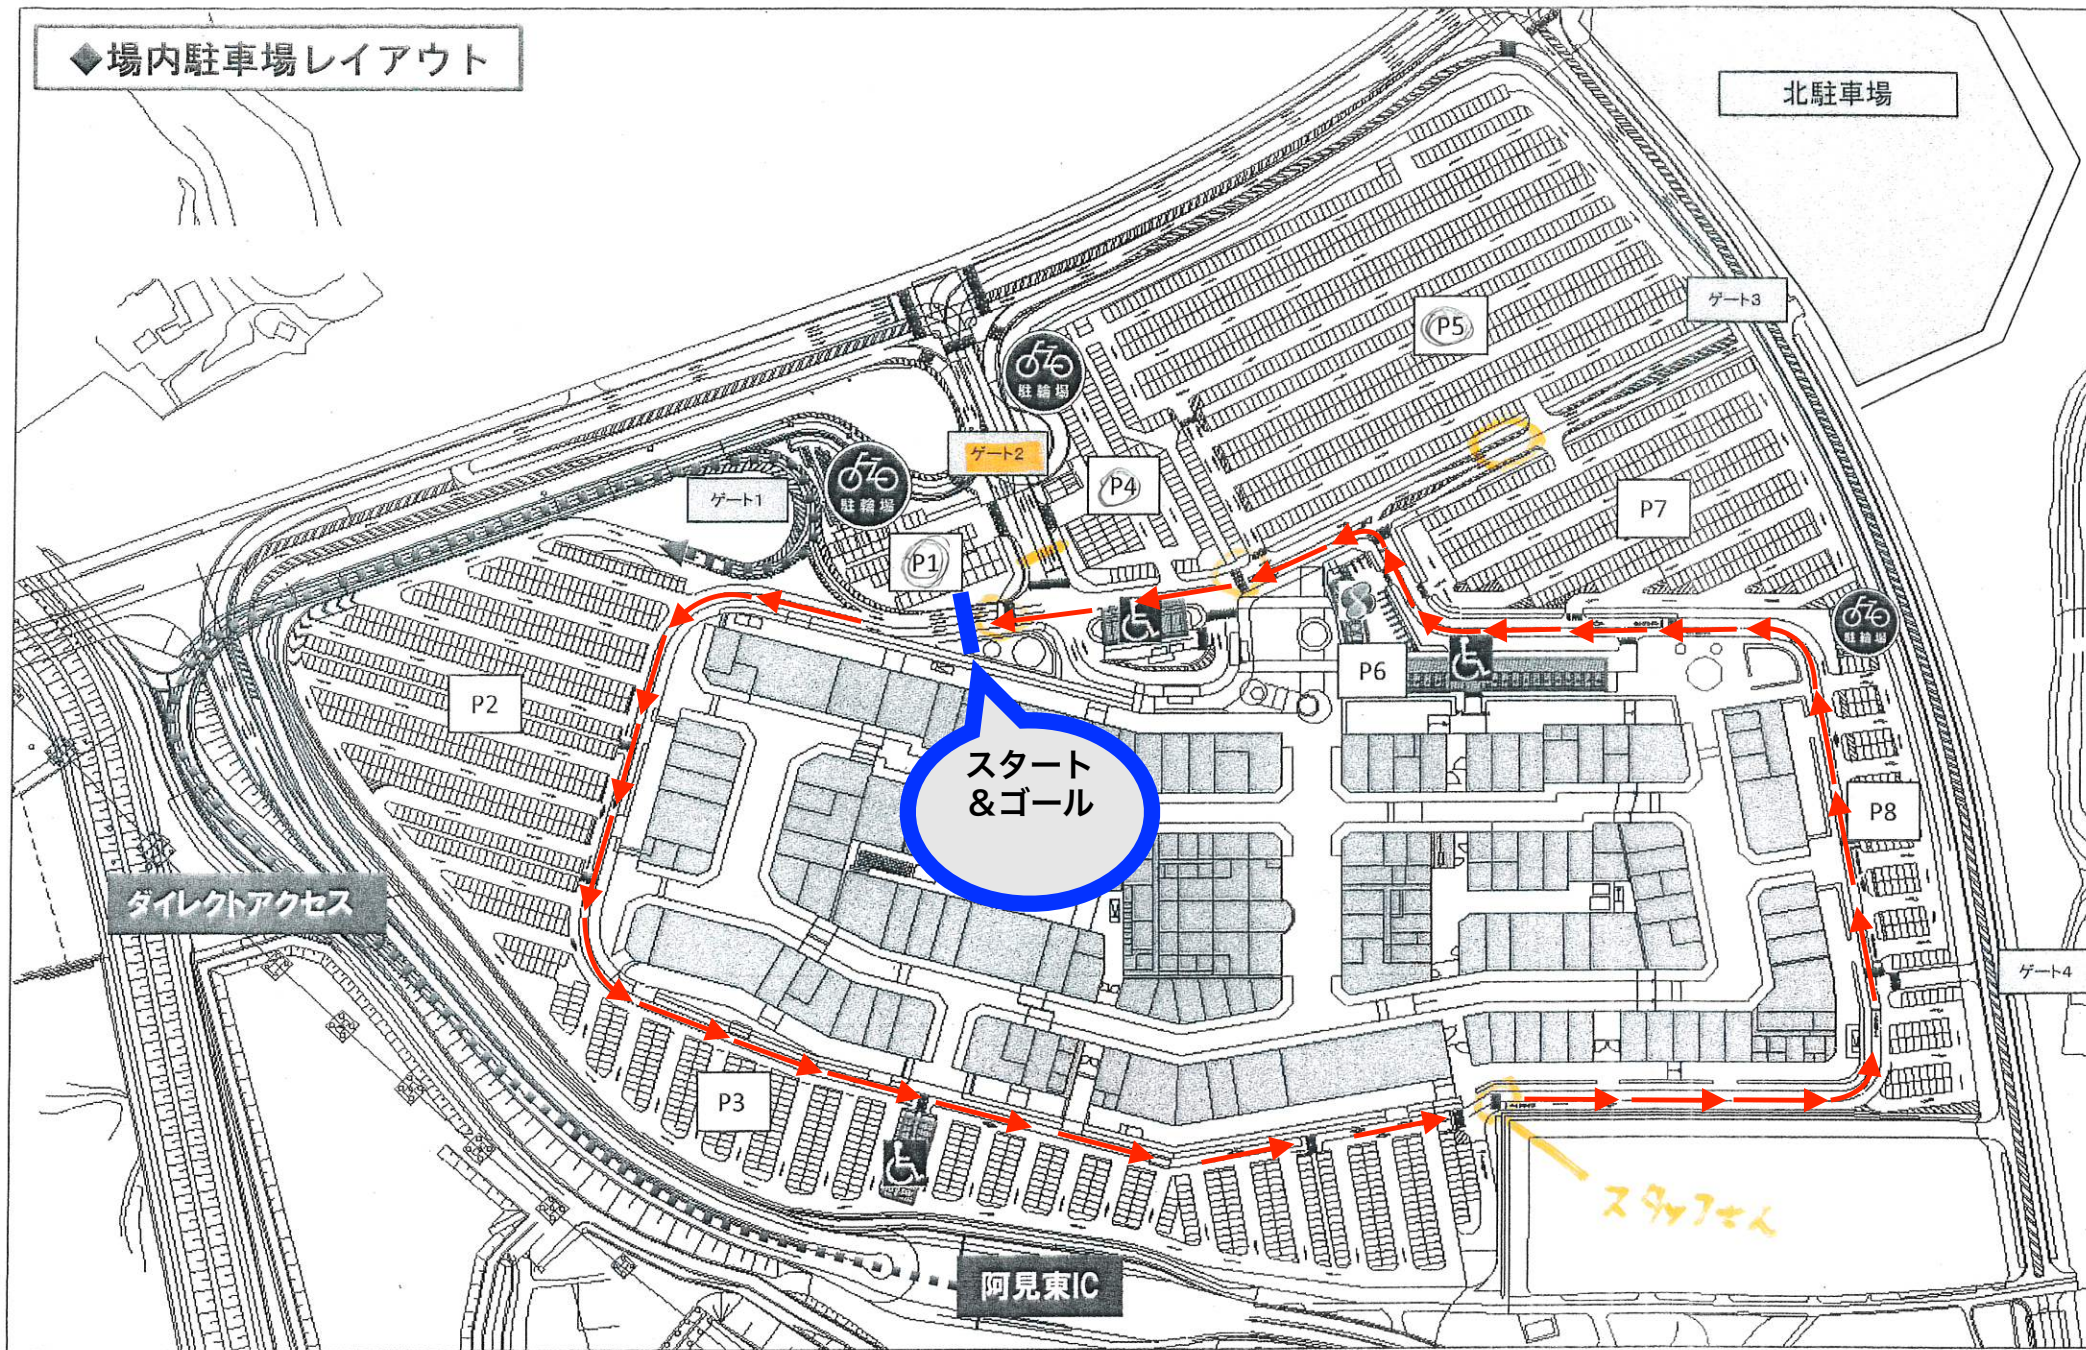 ◆場内駐車場レイアウト
北駐車場
ゲート3
P5
駐輪場
ゲート2
駐輪場
ゲート1
P4
P7
P1
駐輪場
P6
P2
スタート
&ゴール
P8
ダイレクトアクセス
ゲート4
P3
スタッフさん
阿見東IC